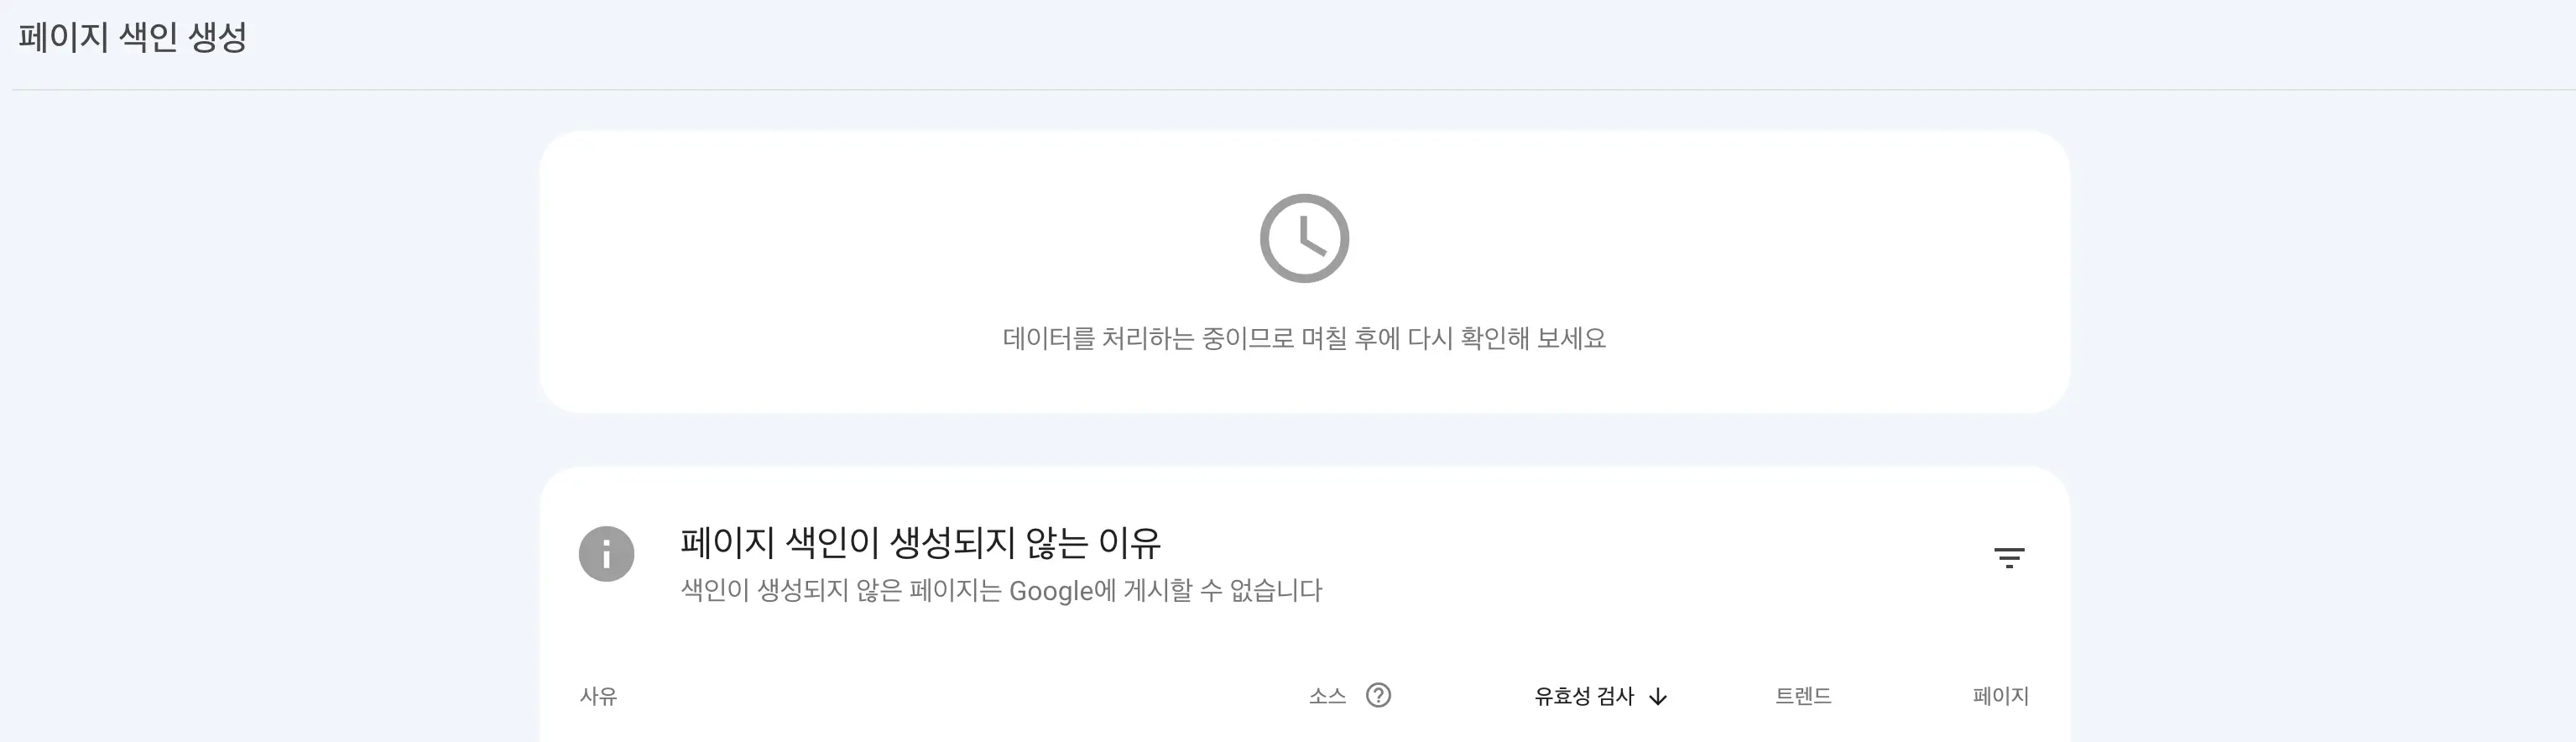 페이지 색인 생성
데이터를 처리하는 중이므로 며칠 후에 다시 확인해 보세요
페이지 색인이 생성되지 않는 이유
색인이 생성되지 않은 페이지는 Google에 게시할 수 없습니다
사유 소스 유효성 검사 트렌드 페이지